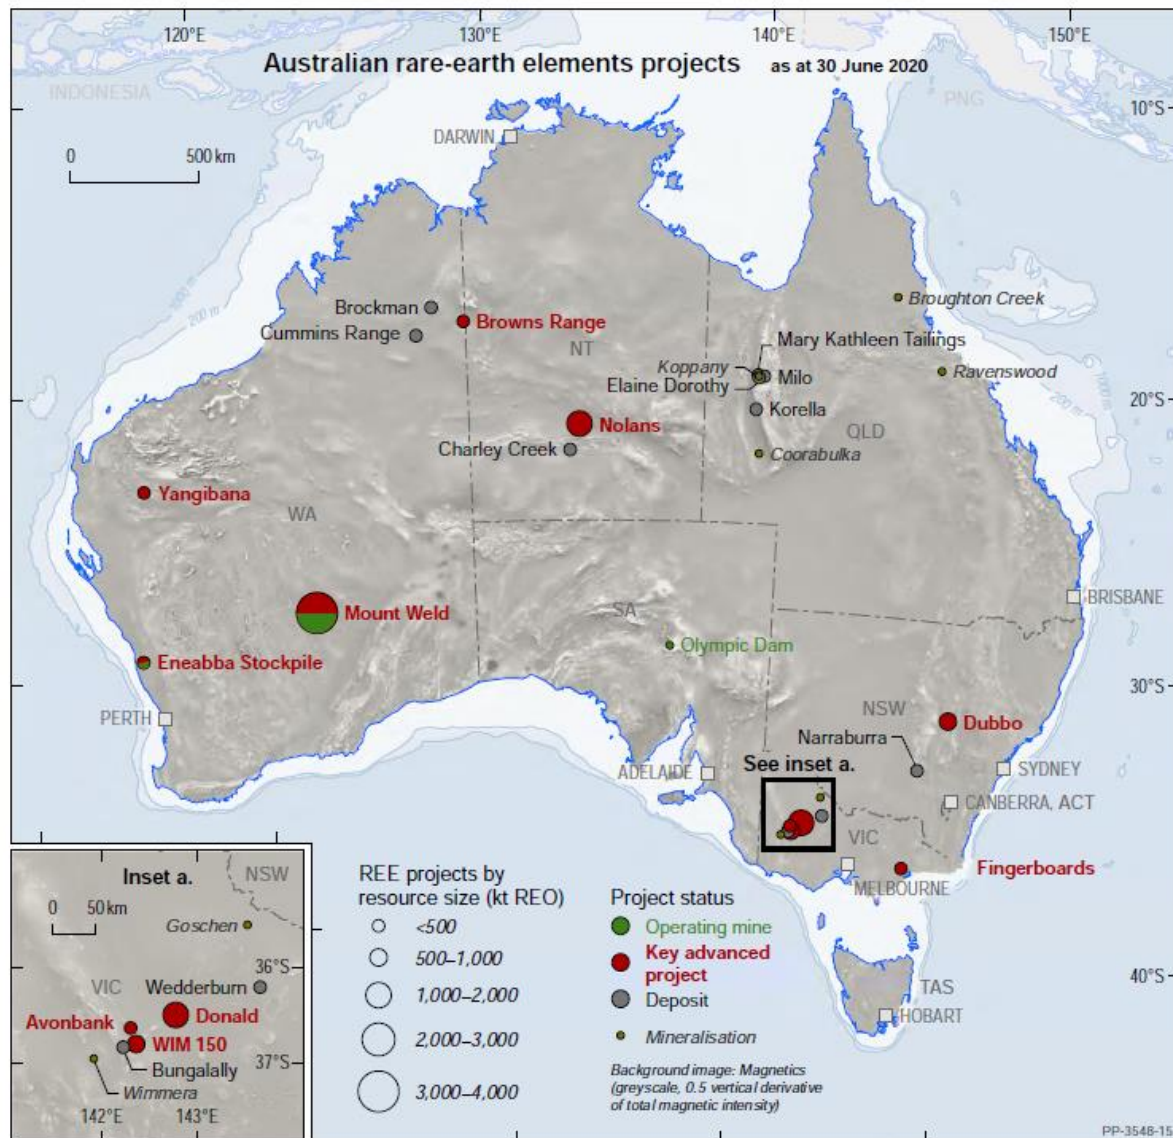 120°E
130°E
140°E
150°E
Australian rare-earth elements projects as at 30 June 2020
INDONESIA
PNG
10°S
DARWIN
0 500 km
1000 m
200 m
Brockman
Browns Range
Cummins Range
NT
Broughton Creek
Mary Kathleen Tailings
Koppany
Elaine Dorothy
Milo
Ravenswood
1000 m
200 m
20°S
Korella
Nolans
QLD
Charley Creek
Coorabulka
Yangibana
WA
Mount Weld
SA
BRISBANE
Olympic Dam
Eneabba Stockpile
30°S
PERTH
NSW
Dubbo
Narraburra
ADELAIDE
See inset a.
SYDNEY
CANBERRA, ACT
VIC
MELBOURNE
Fingerboards
TAS
HOBART
40°S
Inset a.
NSW
0 50 km
Goschen
36°S
VIC
Wedderburn
Avonbank
Donald
WIM 150
Bungalally
37°S
Wimmera
142°E
143°E
REE projects by
resource size (kt REO)
<500
500–1,000
1,000–2,000
2,000–3,000
3,000–4,000
Project status
Operating mine
Key advanced
project
Deposit
Mineralisation
Background image: Magnetics
(greyscale, 0.5 vertical derivative
of total magnetic intensity)
PP-3548-15